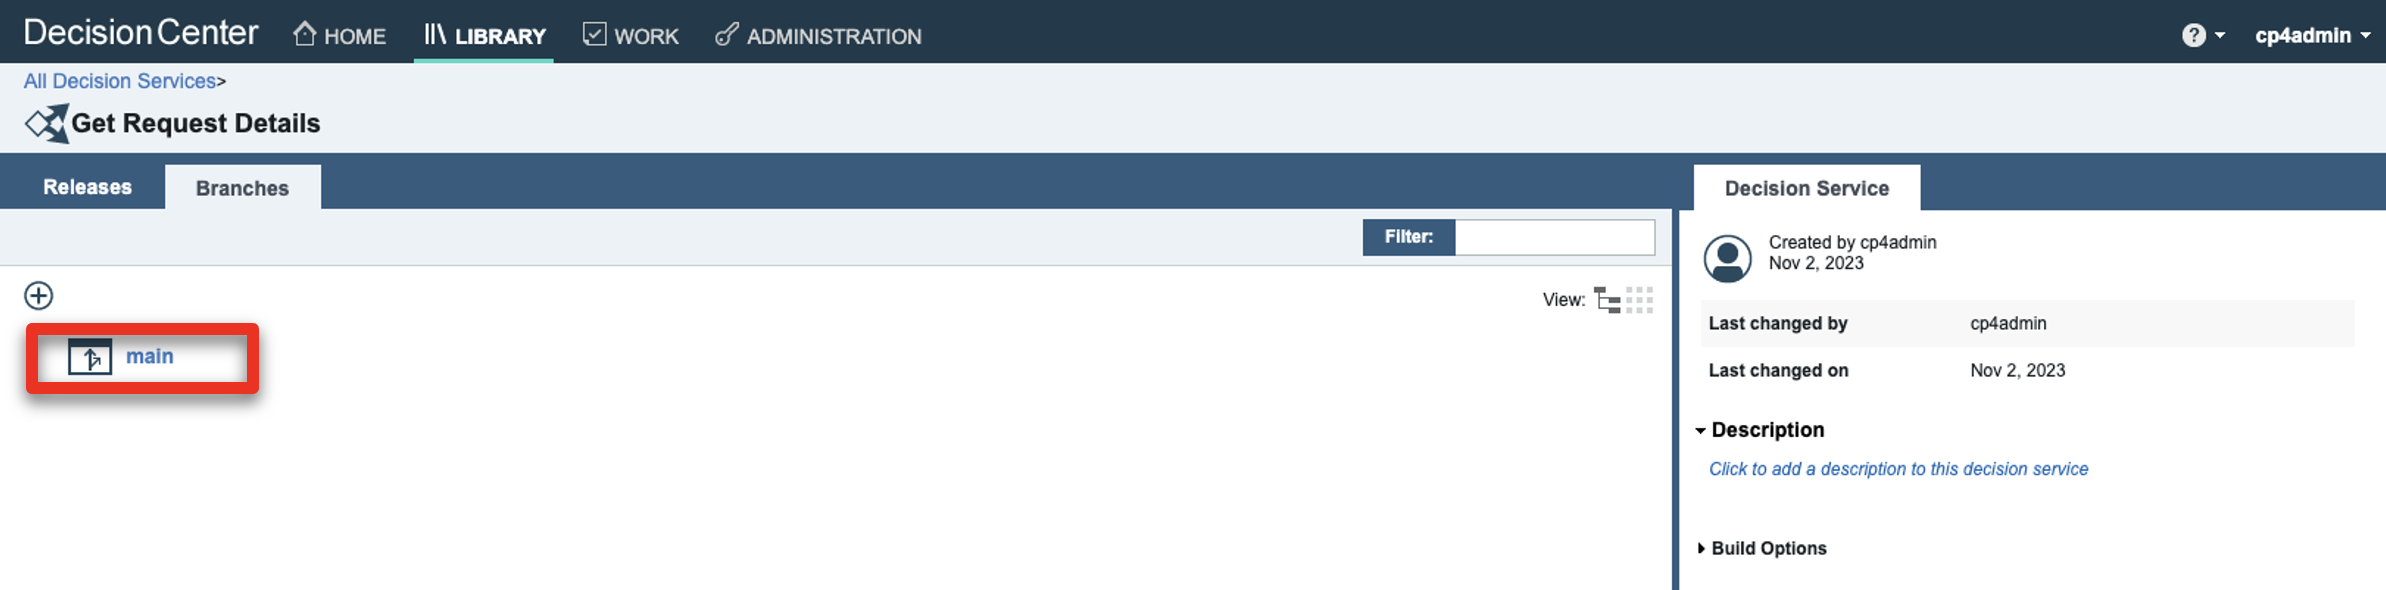 Decision Center HOME LIBRARY WORK ADMINISTRATION ? cp4admin
All Decision Services>
Get Request Details
Releases Branches
Filter:
View:
main
Decision Service
Created by cp4admin
Nov 2, 2023
Last changed by cp4admin
Last changed on Nov 2, 2023
Description
Click to add a description to this decision service
Build Options